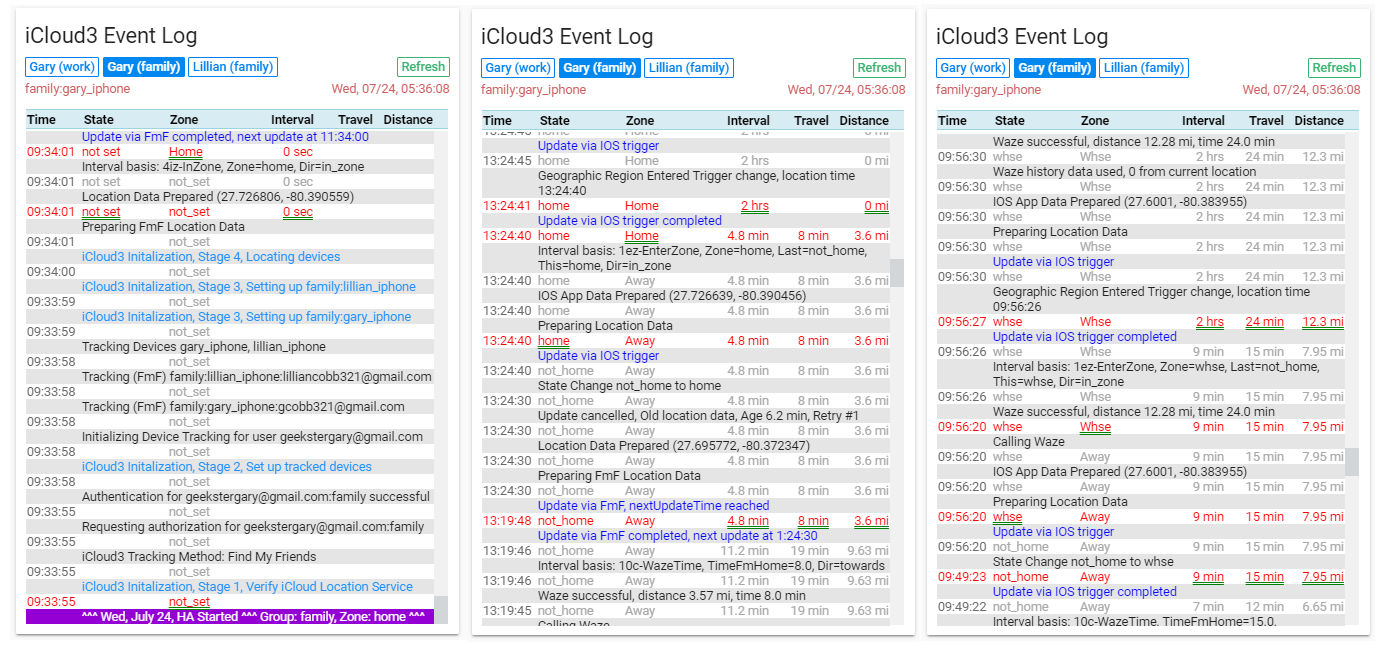 iCloud3 Event Log
Gary (work) Gary (family) Lillian (family) Refresh
family:gary_iphone Wed, 07/24, 05:36:08
Time State Zone Interval Travel Distance
Update via FmF completed, next update at 11:34:00
09:34:01 not set Home 0 sec
Interval basis: 4iz-InZone, Zone=home, Dir=in_zone
09:34:01 not set not_set 0 sec
Location Data Prepared (27.726806, -80.390559)
09:34:01 not set not_set 0 sec
Preparing FmF Location Data
09:34:01 not_set
iCloud3 Initalization, Stage 4, Locating devices
09:34:00 not_set
iCloud3 Initalization, Stage 3, Setting up family:lillian_iphone
09:33:59 not_set
iCloud3 Initalization, Stage 3, Setting up family:gary_iphone
09:33:59 not_set
Tracking Devices gary_iphone, lillian_iphone
09:33:58 not_set
Tracking (FmF) family:lillian_iphone:lilliancobb321@gmail.com
09:33:58 not_set
Tracking (FmF) family:gary_iphone:gcobb321@gmail.com
09:33:58 not_set
Initializing Device Tracking for user geekstergary@gmail.com
09:33:58 not_set
iCloud3 Initalization, Stage 2, Set up tracked devices
09:33:58 not_set
Authentication for geekstergary@gmail.com:family successful
09:33:55 not_set
Requesting authorization for geekstergary@gmail.com:family
09:33:55 not_set
iCloud3 Tracking Method: Find My Friends
09:33:55 not_set
iCloud3 Initalization, Stage 1, Verify iCloud Location Service
09:33:55 not_set
^^^ Wed, July 24, HA Started ^^^ Group: family, Zone: home ^^^
iCloud3 Event Log
Gary (work) Gary (family) Lillian (family) Refresh
family:gary_iphone Wed, 07/24, 05:36:08
Time State Zone Interval Travel Distance
13:24:45 home Home 2 hrs 0 mi
Update via IOS trigger
13:24:45 home Home 2 hrs 0 mi
Geographic Region Entered Trigger change, location time
13:24:40
13:24:41 home Home 2 hrs 0 mi
Update via IOS trigger completed
13:24:40 home Home 4.8 min 8 min 3.6 mi
Interval basis: 1ez-EnterZone, Zone=home, Last=not_home,
This=home, Dir=in_zone
13:24:40 home Away 4.8 min 8 min 3.6 mi
IOS App Data Prepared (27.726639, -80.390456)
13:24:40 home Away 4.8 min 8 min 3.6 mi
Preparing Location Data
13:24:40 home Away 4.8 min 8 min 3.6 mi
Update via IOS trigger
13:24:40 not_home Away 4.8 min 8 min 3.6 mi
State Change not_home to home
13:24:30 not_home Away 4.8 min 8 min 3.6 mi
Update cancelled, Old location data, Age 6.2 min, Retry #1
13:24:30 not_home Away 4.8 min 8 min 3.6 mi
Location Data Prepared (27.695772, -80.372347)
13:24:30 not_home Away 4.8 min 8 min 3.6 mi
Preparing FmF Location Data
13:24:30 not_home Away 4.8 min 8 min 3.6 mi
Update via FmF, nextUpdateTime reached
13:19:48 not_home Away 4.8 min 8 min 3.6 mi
Update via FmF completed, next update at 1:24:30
13:19:46 not_home Away 11.2 min 19 min 9.63 mi
Interval basis: 10c-WazeTime, TimeFmHome=8.0, Dir=towards
13:19:46 not_home Away 11.2 min 19 min 9.63 mi
Waze successful, distance 3.57 mi, time 8.0 min
13:19:45 not_home Away 11.2 min 19 min 9.63 mi
Calling Waze
iCloud3 Event Log
Gary (work) Gary (family) Lillian (family) Refresh
family:gary_iphone Wed, 07/24, 05:36:08
Time State Zone Interval Travel Distance
Waze successful, distance 12.28 mi, time 24.0 min
09:56:30 whse Whse 2 hrs 24 min 12.3 mi
Waze history data used, 0 from current location
09:56:30 whse Whse 2 hrs 24 min 12.3 mi
IOS App Data Prepared (27.6001, -80.383955)
09:56:30 whse Whse 2 hrs 24 min 12.3 mi
Preparing Location Data
09:56:30 whse Whse 2 hrs 24 min 12.3 mi
Update via IOS trigger
09:56:30 whse Whse 2 hrs 24 min 12.3 mi
Geographic Region Entered Trigger change, location time
09:56:26
09:56:27 whse Whse 2 hrs 24 min 12.3 mi
Update via IOS trigger completed
09:56:26 whse Whse 9 min 15 min 7.95 mi
Interval basis: 1ez-EnterZone, Zone=whse, Last=not_home,
This=whse, Dir=in_zone
09:56:26 whse Whse 9 min 15 min 7.95 mi
Waze successful, distance 12.28 mi, time 24.0 min
09:56:20 whse Whse 9 min 15 min 7.95 mi
Calling Waze
09:56:20 whse Away 9 min 15 min 7.95 mi
IOS App Data Prepared (27.6001, -80.383955)
09:56:20 whse Away 9 min 15 min 7.95 mi
Preparing Location Data
09:56:20 whse Away 9 min 15 min 7.95 mi
Update via IOS trigger
09:56:20 not_home Away 9 min 15 min 7.95 mi
State Change not_home to whse
09:49:23 not_home Away 9 min 15 min 7.95 mi
Update via IOS trigger completed
09:49:22 not_home Away 7 min 12 min 6.65 mi
Interval basis: 10c-WazeTime, TimeFmHome=15.0,